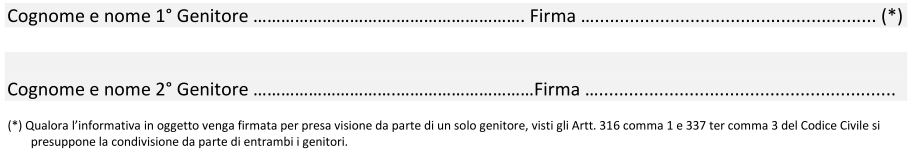 Cognome e nome 1° Genitore ………………………………………………. Firma …................................................... (*)
Cognome e nome 2° Genitore …………………………………………………Firma ............................................................
(*) Qualora l’informativa in oggetto venga firmata per presa visione da parte di un solo genitore, visti gli Artt. 316 comma 1 e 337 ter comma 3 del Codice Civile si
presuppone la condivisione da parte di entrambi i genitori.